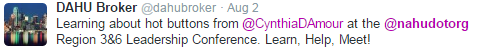 DAHU Broker @dahubroker · Aug 2
Learning about hot buttons from @CynthiaDAmour at the @nahudotorg
Region 3&6 Leadership Conference. Learn, Help, Meet!